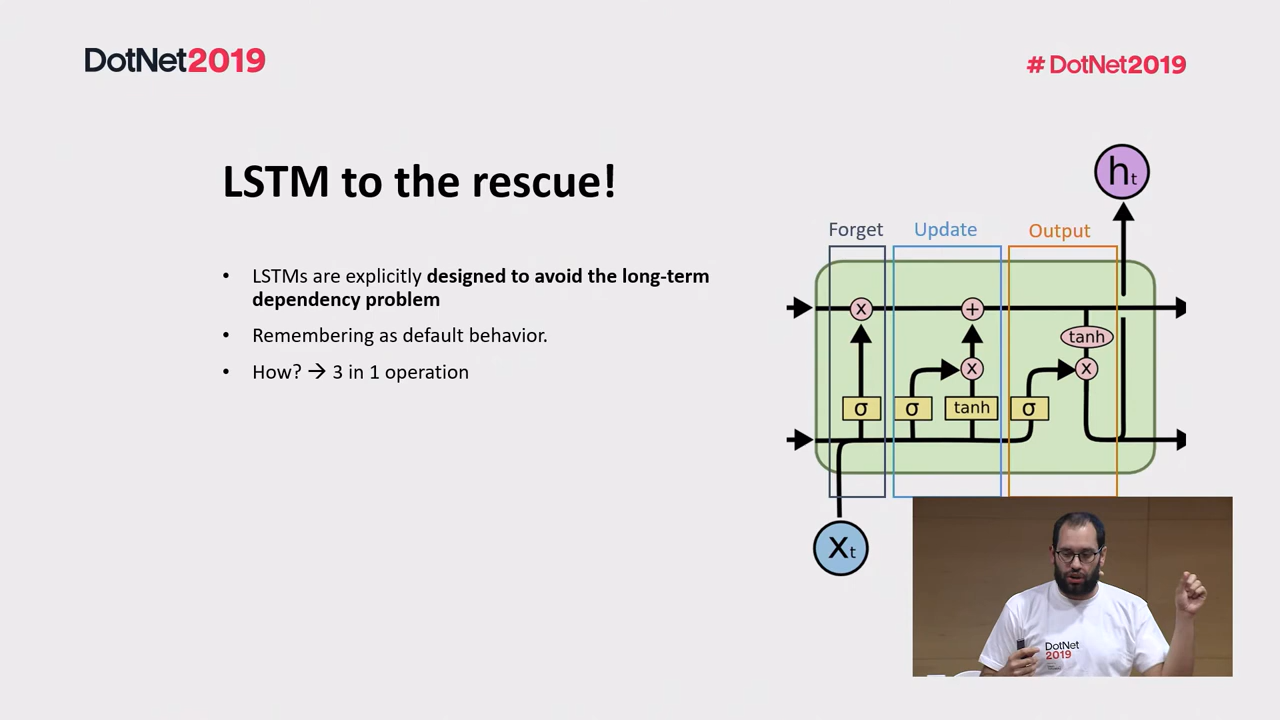 DotNet2019
# DotNet2019
LSTM to the rescue!
• LSTMs are explicitly designed to avoid the long-term
dependency problem
• Remembering as default behavior.
• How? → 3 in 1 operation
Forget
Update
Output
ht
x
+
tanh
x
x
σ
σ
tanh
σ
xt
DotNet
2019